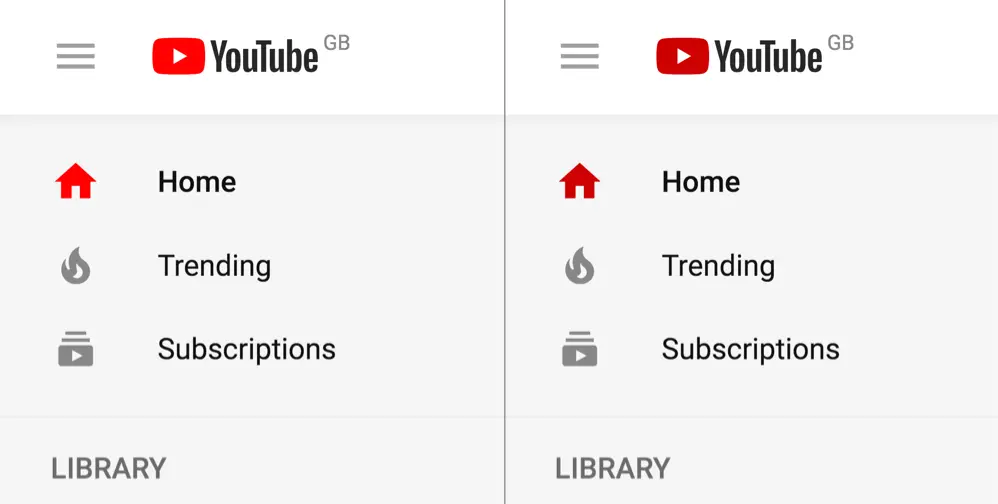 YouTube GB
Home
Trending
Subscriptions
LIBRARY
YouTube GB
Home
Trending
Subscriptions
LIBRARY